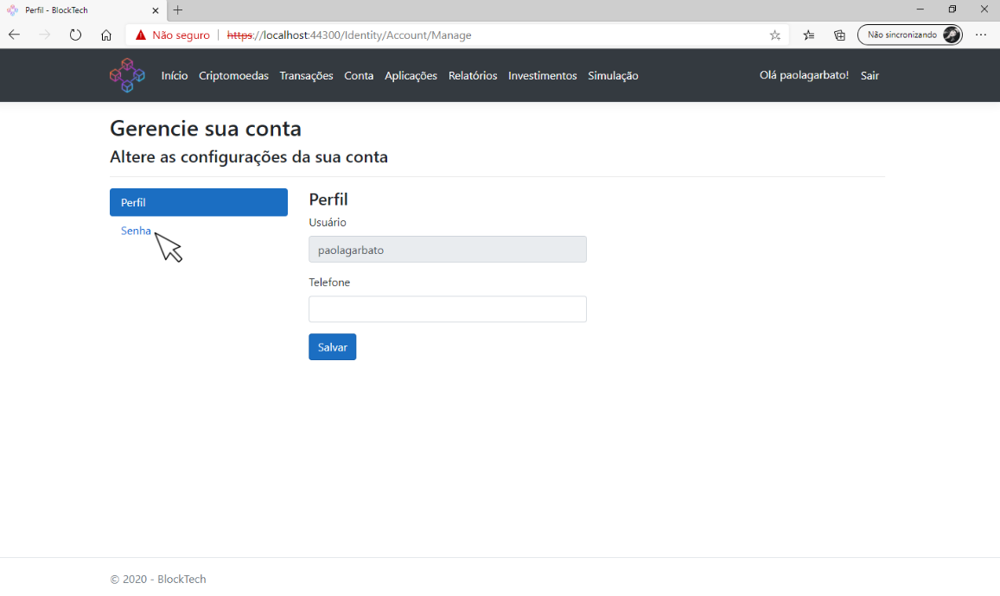 Perfil - BlockTech
Não seguro | https://localhost:44300/Identity/Account/Manage
Não sincronizando
Início Criptomoedas Transações Conta Aplicações Relatórios Investimentos Simulação Olá paolagarbato! Sair
Gerencie sua conta
Altere as configurações da sua conta
Perfil
Senha
Perfil
Usuário
paolagarbato
Telefone
Salvar
© 2020 - BlockTech